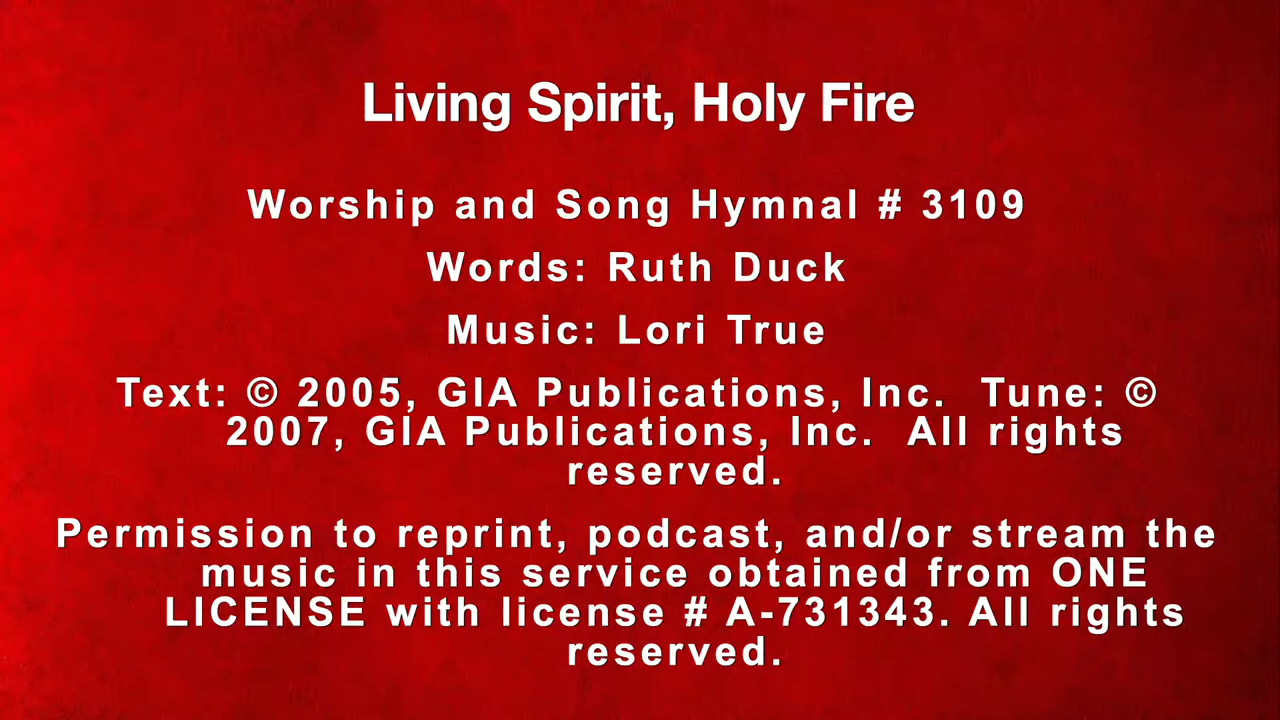 Living Spirit, Holy Fire
Worship and Song Hymnal # 3109
Words: Ruth Duck
Music: Lori True
Text: © 2005, GIA Publications, Inc.  Tune: ©
2007, GIA Publications, Inc.  All rights
reserved.
Permission to reprint, podcast, and/or stream the
music in this service obtained from ONE
LICENSE with license # A-731343. All rights
reserved.